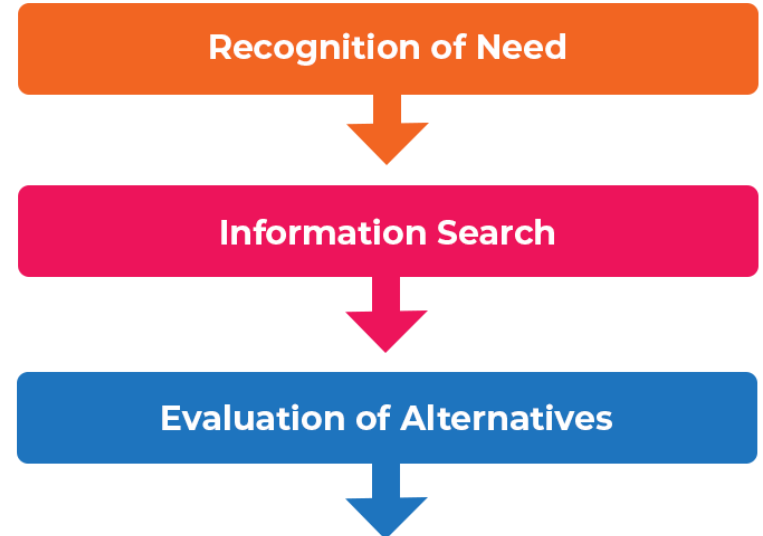 Recognition of Need
Information Search
Evaluation of Alternatives